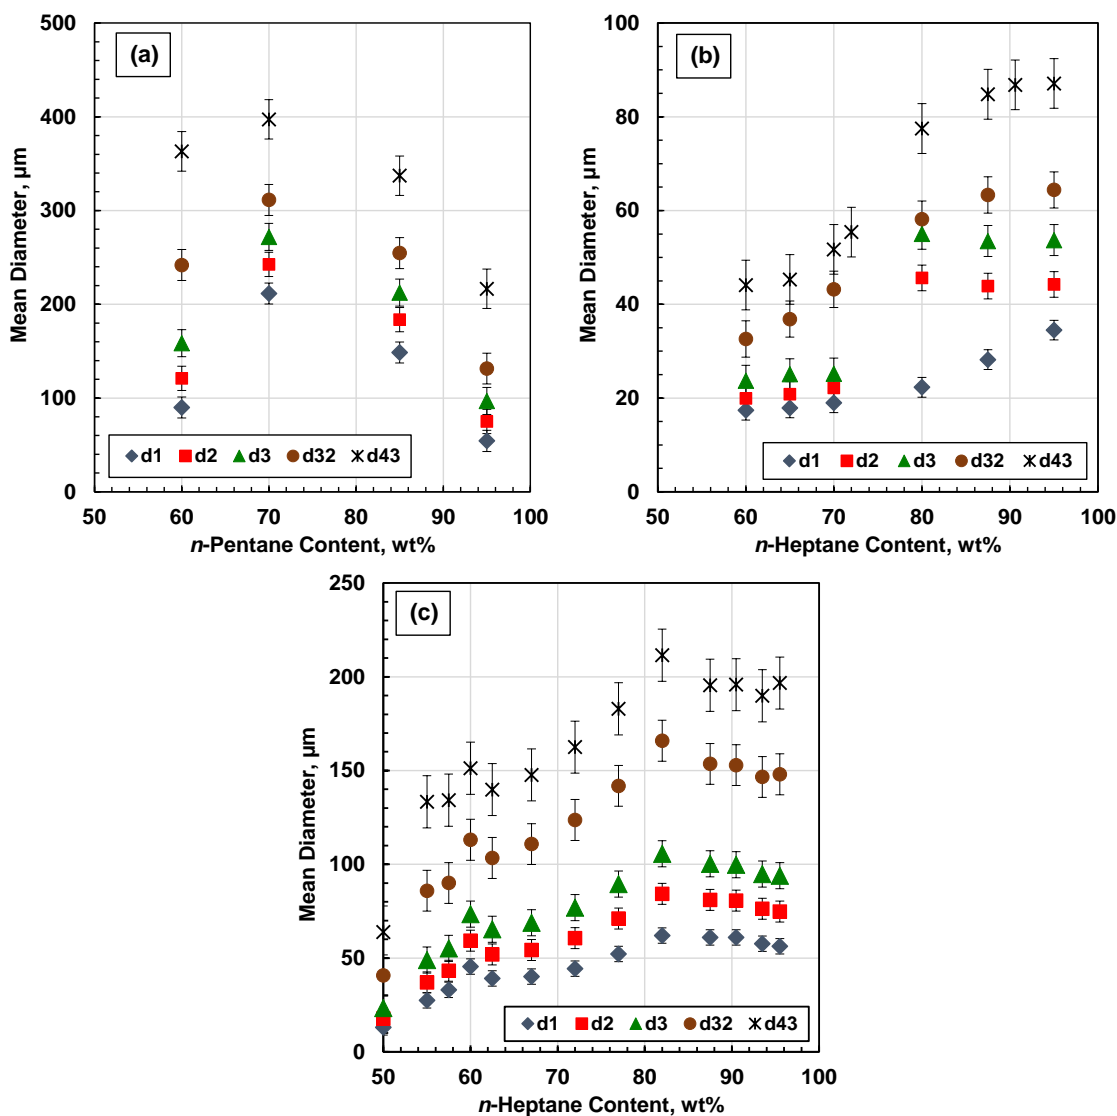 (a)
Mean Diameter, µm
500
400
300
200
100
0
d1 d2 d3 d32 d43
50 60 70 80 90 100
n-Pentane Content, wt%
(b)
Mean Diameter, µm
100
80
60
40
20
0
d1 d2 d3 d32 d43
50 60 70 80 90 100
n-Heptane Content, wt%
(c)
Mean Diameter, µm
250
200
150
100
50
0
d1 d2 d3 d32 d43
50 60 70 80 90 100
n-Heptane Content, wt%